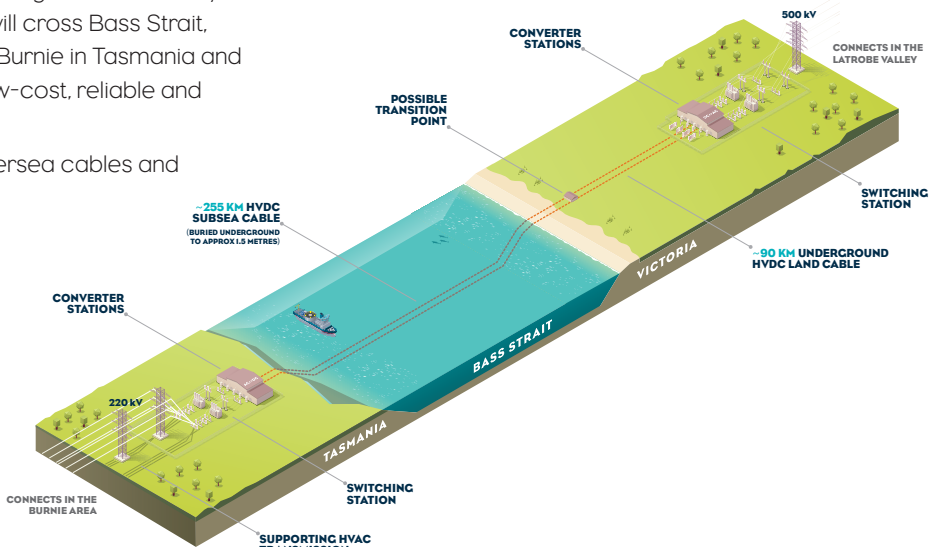 will cross Bass Strait,
Burnie in Tasmania and
w-cost, reliable and
ersea cables and
500 kV
CONNECTS IN THE
LATROBE VALLEY
CONVERTER
STATIONS
POSSIBLE
TRANSITION
POINT
SWITCHING
STATION
~255 KM HVDC
SUBSEA CABLE
(BURIED UNDERGROUND
TO APPROX 1.5 METRES)
~90 KM UNDERGROUND
HVDC LAND CABLE
VICTORIA
BASS STRAIT
TASMANIA
CONVERTER
STATIONS
220 kV
CONNECTS IN THE
BURNIE AREA
SWITCHING
STATION
SUPPORTING HVAC